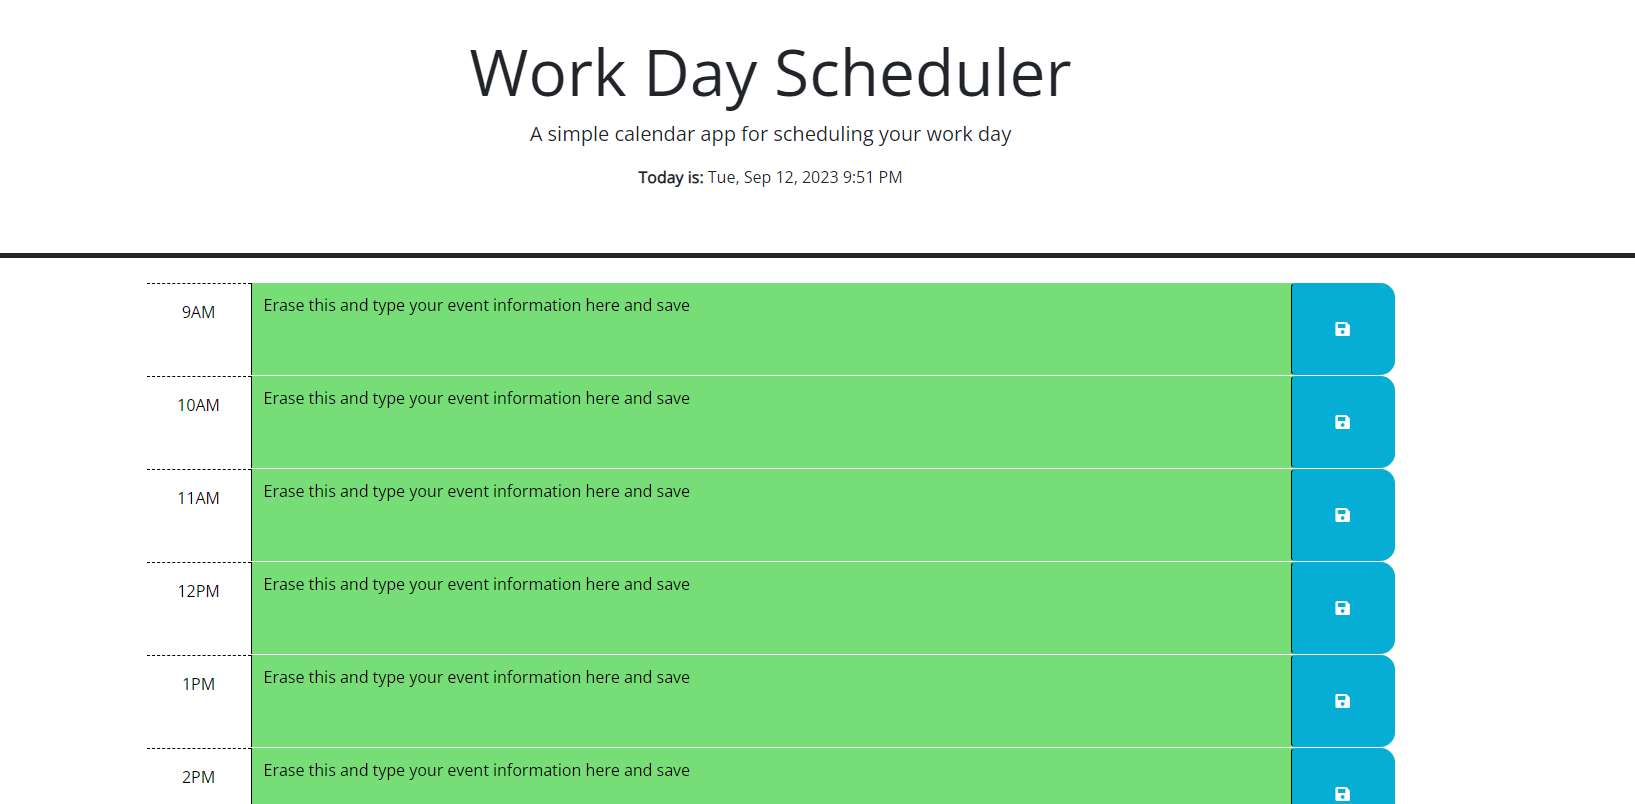 Work Day Scheduler
A simple calendar app for scheduling your work day
Today is: Tue, Sep 12, 2023 9:51 PM
9AM
Erase this and type your event information here and save
10AM
Erase this and type your event information here and save
11AM
Erase this and type your event information here and save
12PM
Erase this and type your event information here and save
1PM
Erase this and type your event information here and save
2PM
Erase this and type your event information here and save